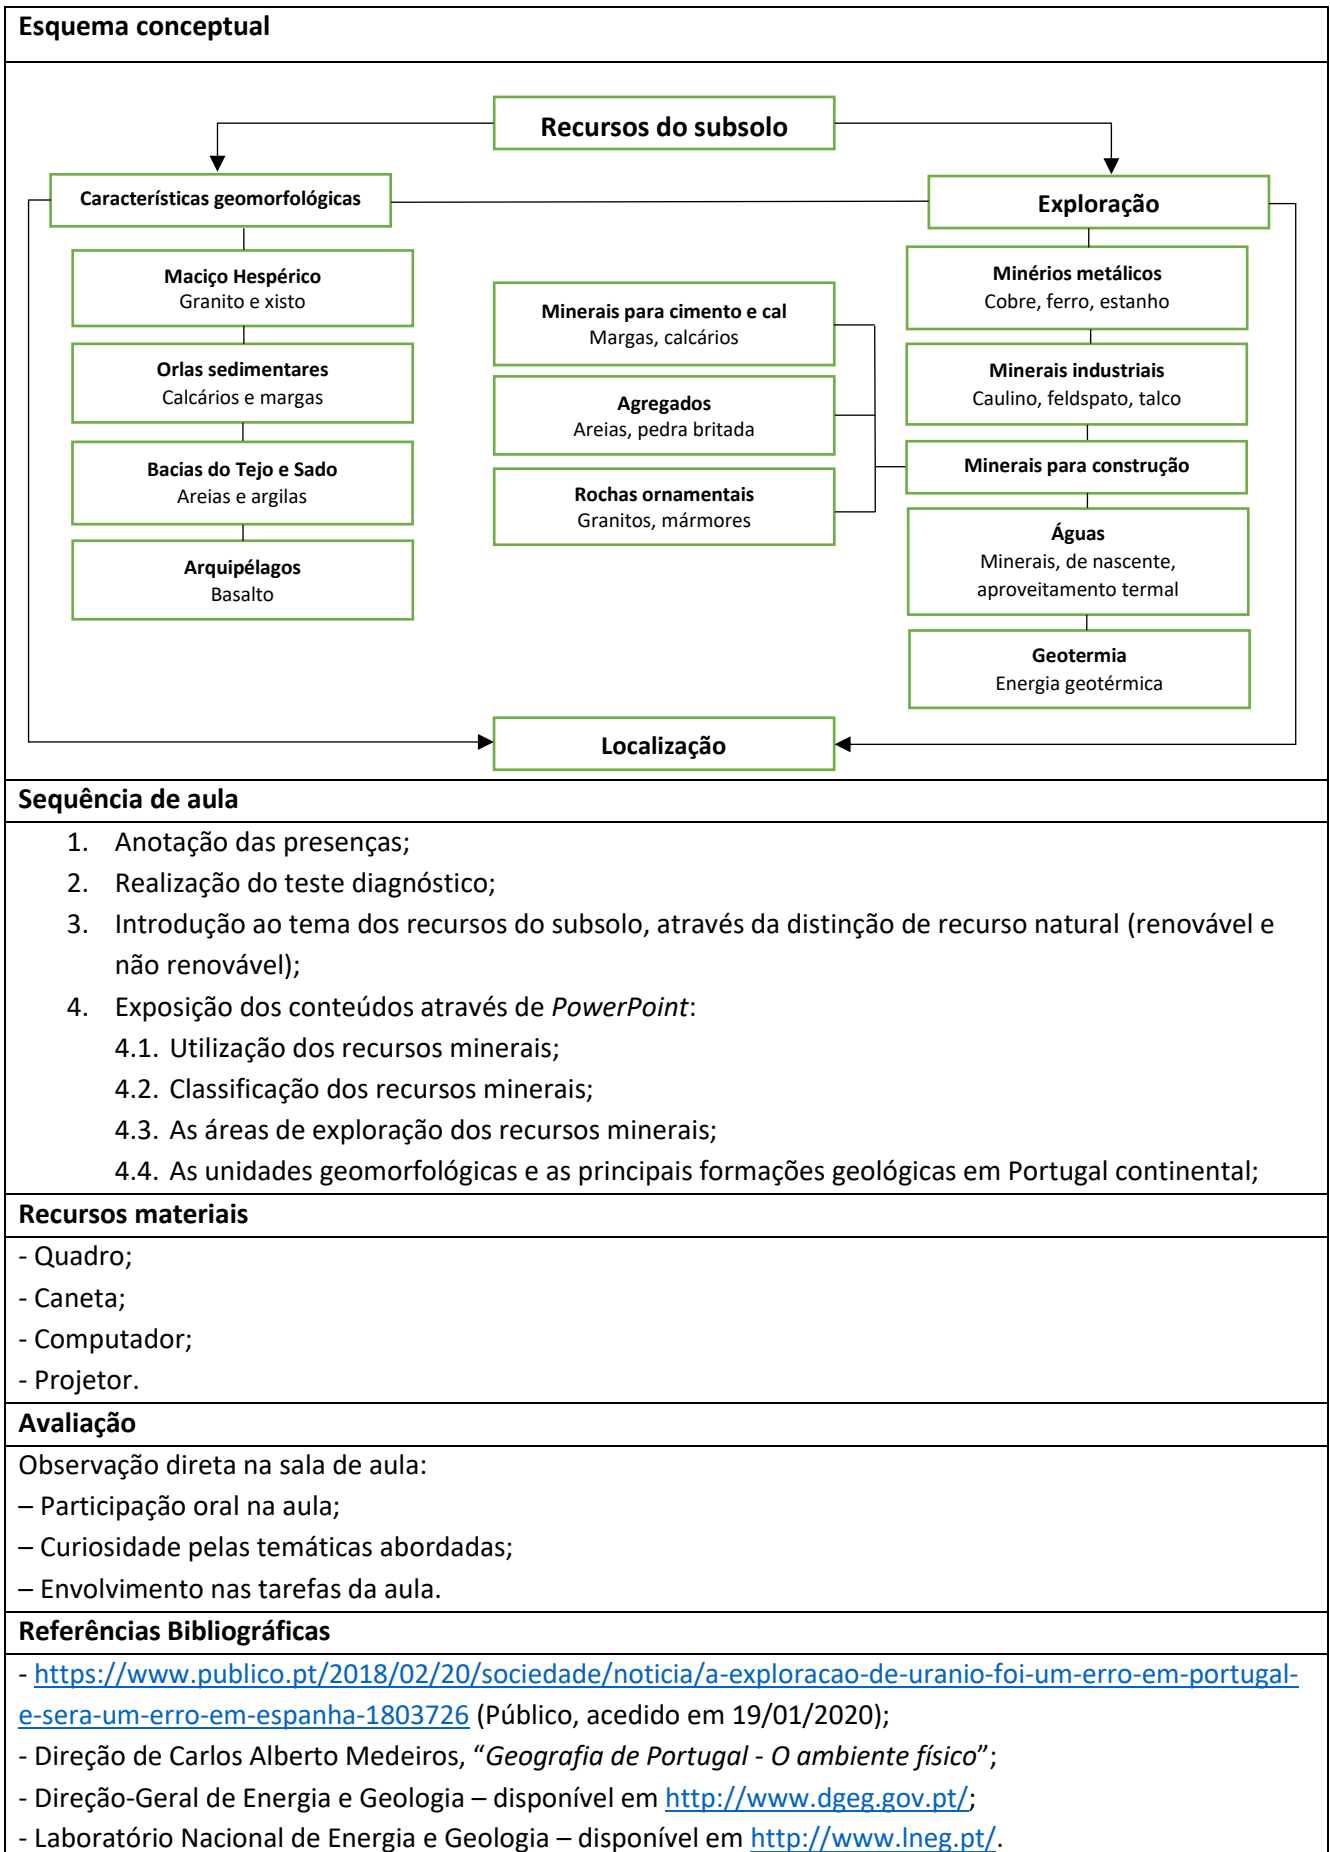 Esquema conceptual
Recursos do subsolo
Características geomorfológicas
Exploração
Maciço Hespérico
Granito e xisto
Orlas sedimentares
Calcários e margas
Bacias do Tejo e Sado
Areias e argilas
Arquipélagos
Basalto
Minerais para cimento e cal
Margas, calcários
Agregados
Areias, pedra britada
Rochas ornamentais
Granitos, mármores
Minérios metálicos
Cobre, ferro, estanho
Minerais industriais
Caulino, feldspato, talco
Minerais para construção
Águas
Minerais, de nascente,
aproveitamento termal
Geotermia
Energia geotérmica
Localização
Sequência de aula
1. Anotação das presenças;
2. Realização do teste diagnóstico;
3. Introdução ao tema dos recursos do subsolo, através da distinção de recurso natural (renovável e
não renovável);
4. Exposição dos conteúdos através de PowerPoint:
4.1. Utilização dos recursos minerais;
4.2. Classificação dos recursos minerais;
4.3. As áreas de exploração dos recursos minerais;
4.4. As unidades geomorfológicas e as principais formações geológicas em Portugal continental;
Recursos materiais
- Quadro;
- Caneta;
- Computador;
- Projetor.
Avaliação
Observação direta na sala de aula:
– Participação oral na aula;
– Curiosidade pelas temáticas abordadas;
– Envolvimento nas tarefas da aula.
Referências Bibliográficas
- https://www.publico.pt/2018/02/20/sociedade/noticia/a-exploracao-de-uranio-foi-um-erro-em-portugal-
e-sera-um-erro-em-espanha-1803726 (Público, acedido em 19/01/2020);
- Direção de Carlos Alberto Medeiros, “Geografia de Portugal - O ambiente físico”;
- Direção-Geral de Energia e Geologia – disponível em http://www.dgeg.gov.pt/;
- Laboratório Nacional de Energia e Geologia – disponível em http://www.lneg.pt/.